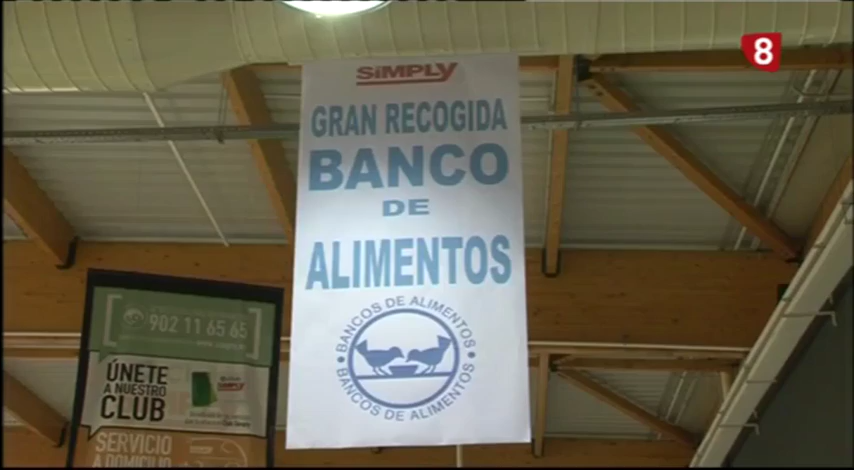 8
SiMPLY
GRAN RECOGIDA
BANCO
DE
ALIMENTOS
BANCOS DE ALIMENTOS
BANCOS DE ALIMENTOS
902 11 65 65
ÚNETE
A NUESTRO
CLUB
SiMPLY
SERVICIO
A DOMICILIO